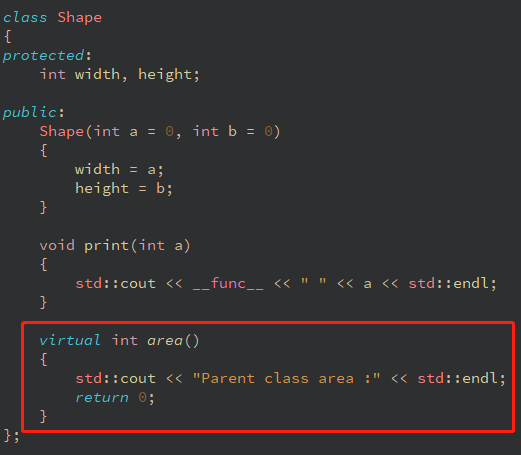 class Shape
{
protected:
    int width, height;

public:
    Shape(int a = 0, int b = 0)
    {
        width = a;
        height = b;
    }

    void print(int a)
    {
        std::cout << __func__ << " " << a << std::endl;
    }

    virtual int area()
    {
        std::cout << "Parent class area :" << std::endl;
        return 0;
    }
};